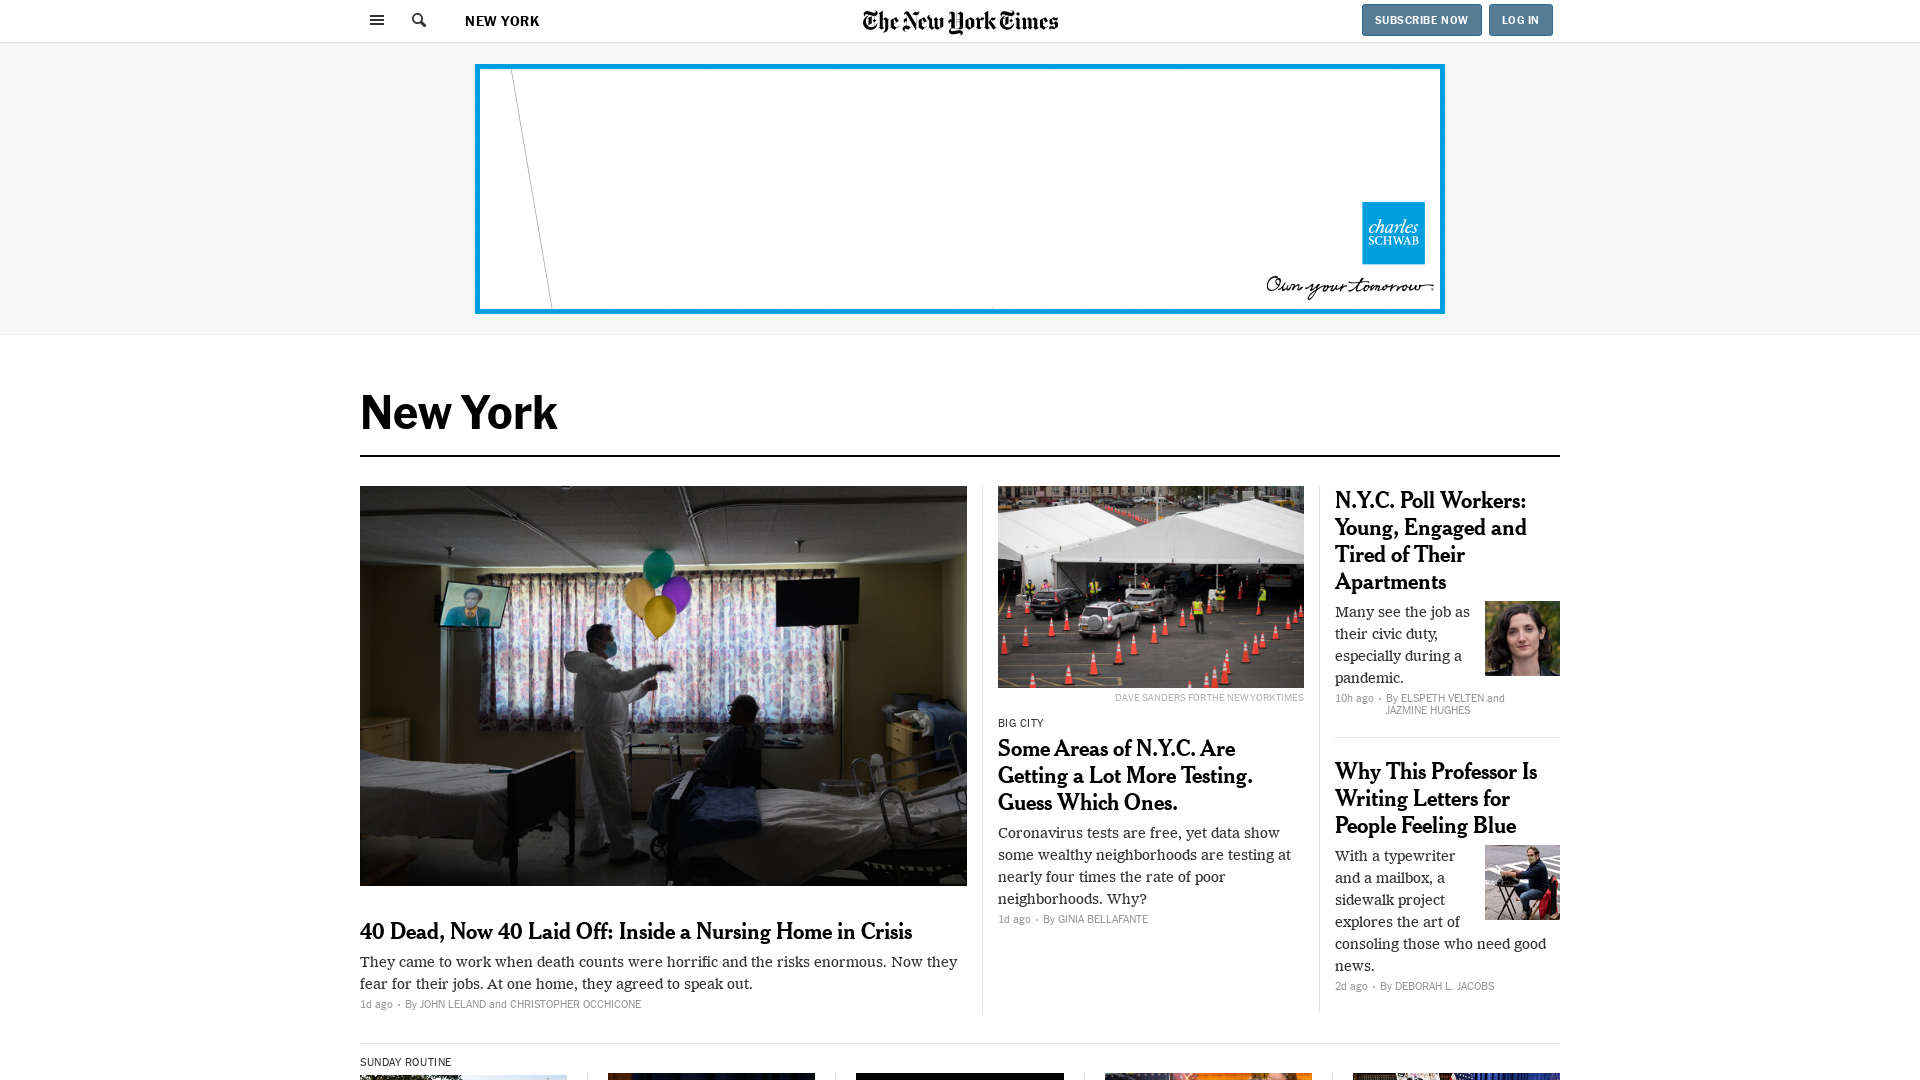 NEW YORK
The New York Times
SUBSCRIBE NOW
LOG IN
charles
SCHWAB
Own your tomorrow
New York
40 Dead, Now 40 Laid Off: Inside a Nursing Home in Crisis
They came to work when death counts were horrific and the risks enormous. Now they
fear for their jobs. At one home, they agreed to speak out.
1d ago • By JOHN LELAND and CHRISTOPHER OCCHICONE
DAVE SANDERS FOR THE NEW YORK TIMES
BIG CITY
Some Areas of N.Y.C. Are
Getting a Lot More Testing.
Guess Which Ones.
Coronavirus tests are free, yet data show
some wealthy neighborhoods are testing at
nearly four times the rate of poor
neighborhoods. Why?
1d ago • By GINIA BELLAFANTE
N.Y.C. Poll Workers:
Young, Engaged and
Tired of Their
Apartments
Many see the job as
their civic duty,
especially during a
pandemic.
10h ago • By ELSPETH VELTEN and
JAZMINE HUGHES
Why This Professor Is
Writing Letters for
People Feeling Blue
With a typewriter
and a mailbox, a
sidewalk project
explores the art of
consoling those who need good
news.
2d ago • By DEBORAH L. JACOBS
SUNDAY ROUTINE